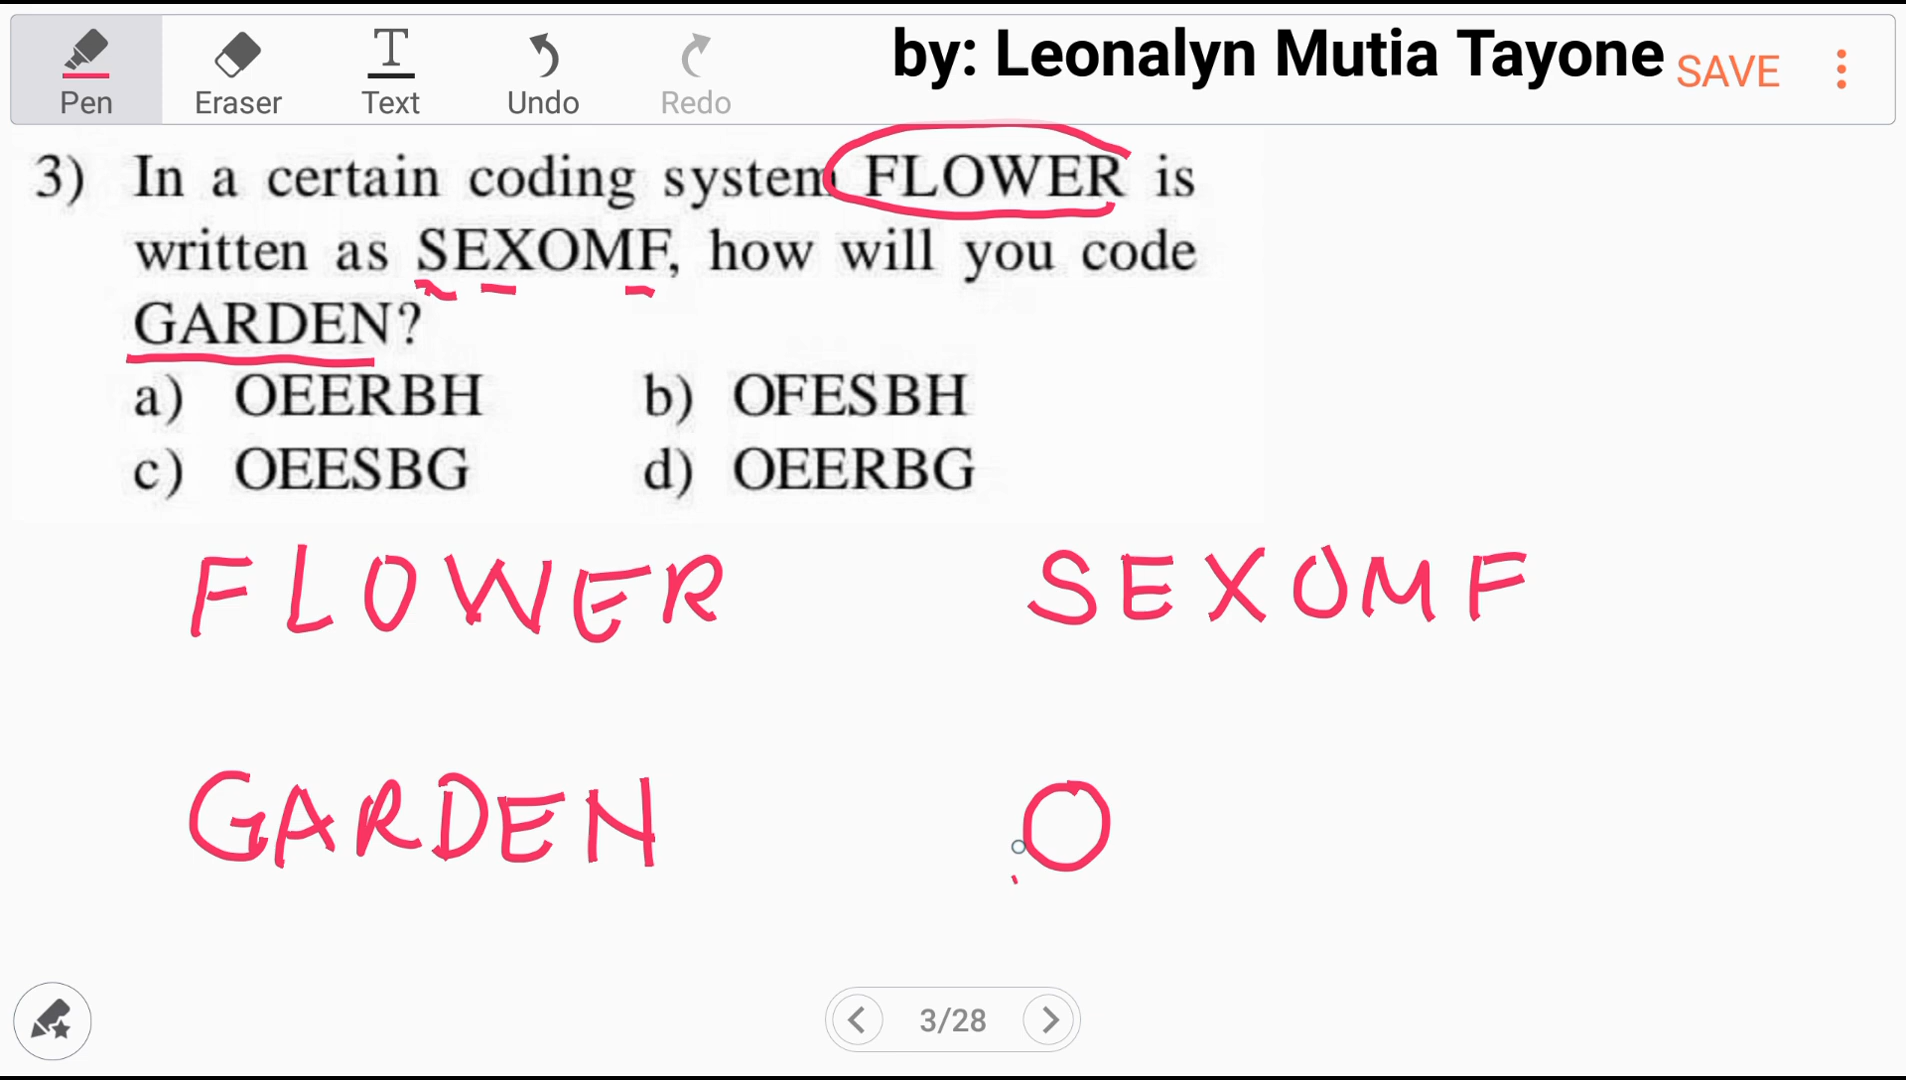 Pen
Eraser
Text
Undo
Redo
by: Leonalyn Mutia Tayone
SAVE
3) In a certain coding system FLOWER is
written as SEXOMF, how will you code
GARDEN?
a) OEERBH b) OFESBH
c) OEESBG d) OEERBG
FLOWER SEXOMF
GARDEN O
3/28